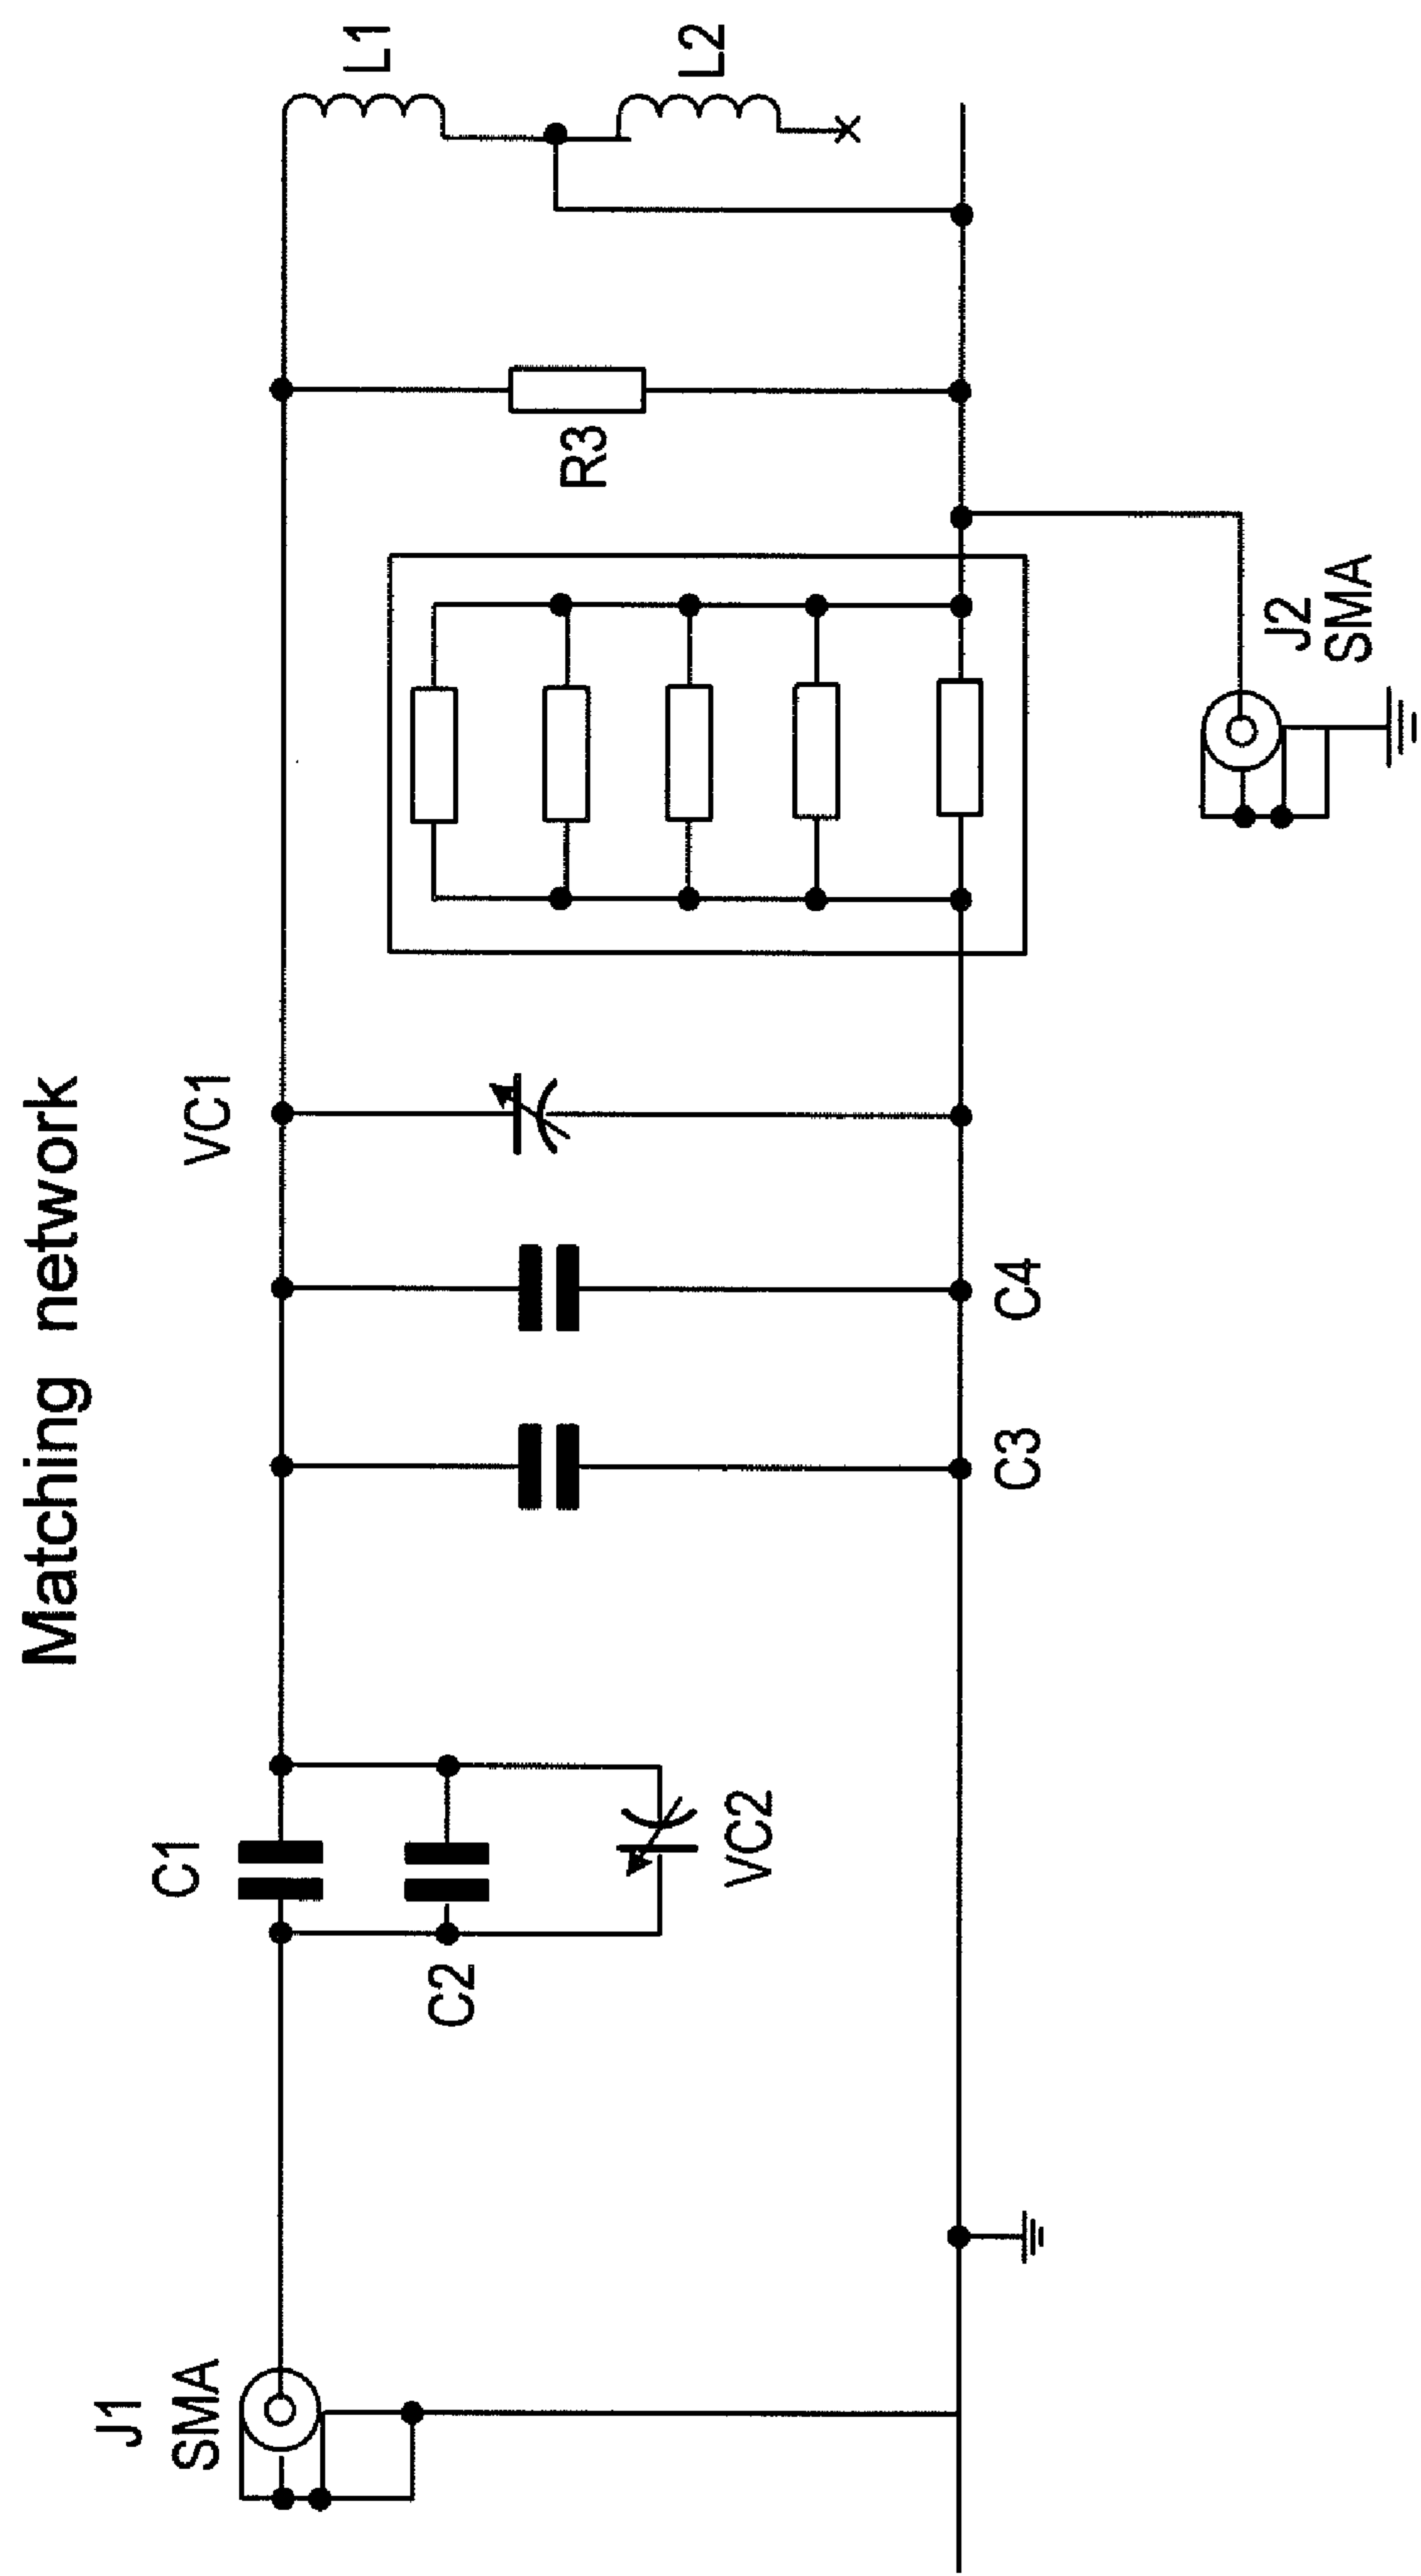 Matching network
J1
SMA
C1
C2
VC2
C3
C4
VC1
R3
L1
L2
J2
SMA